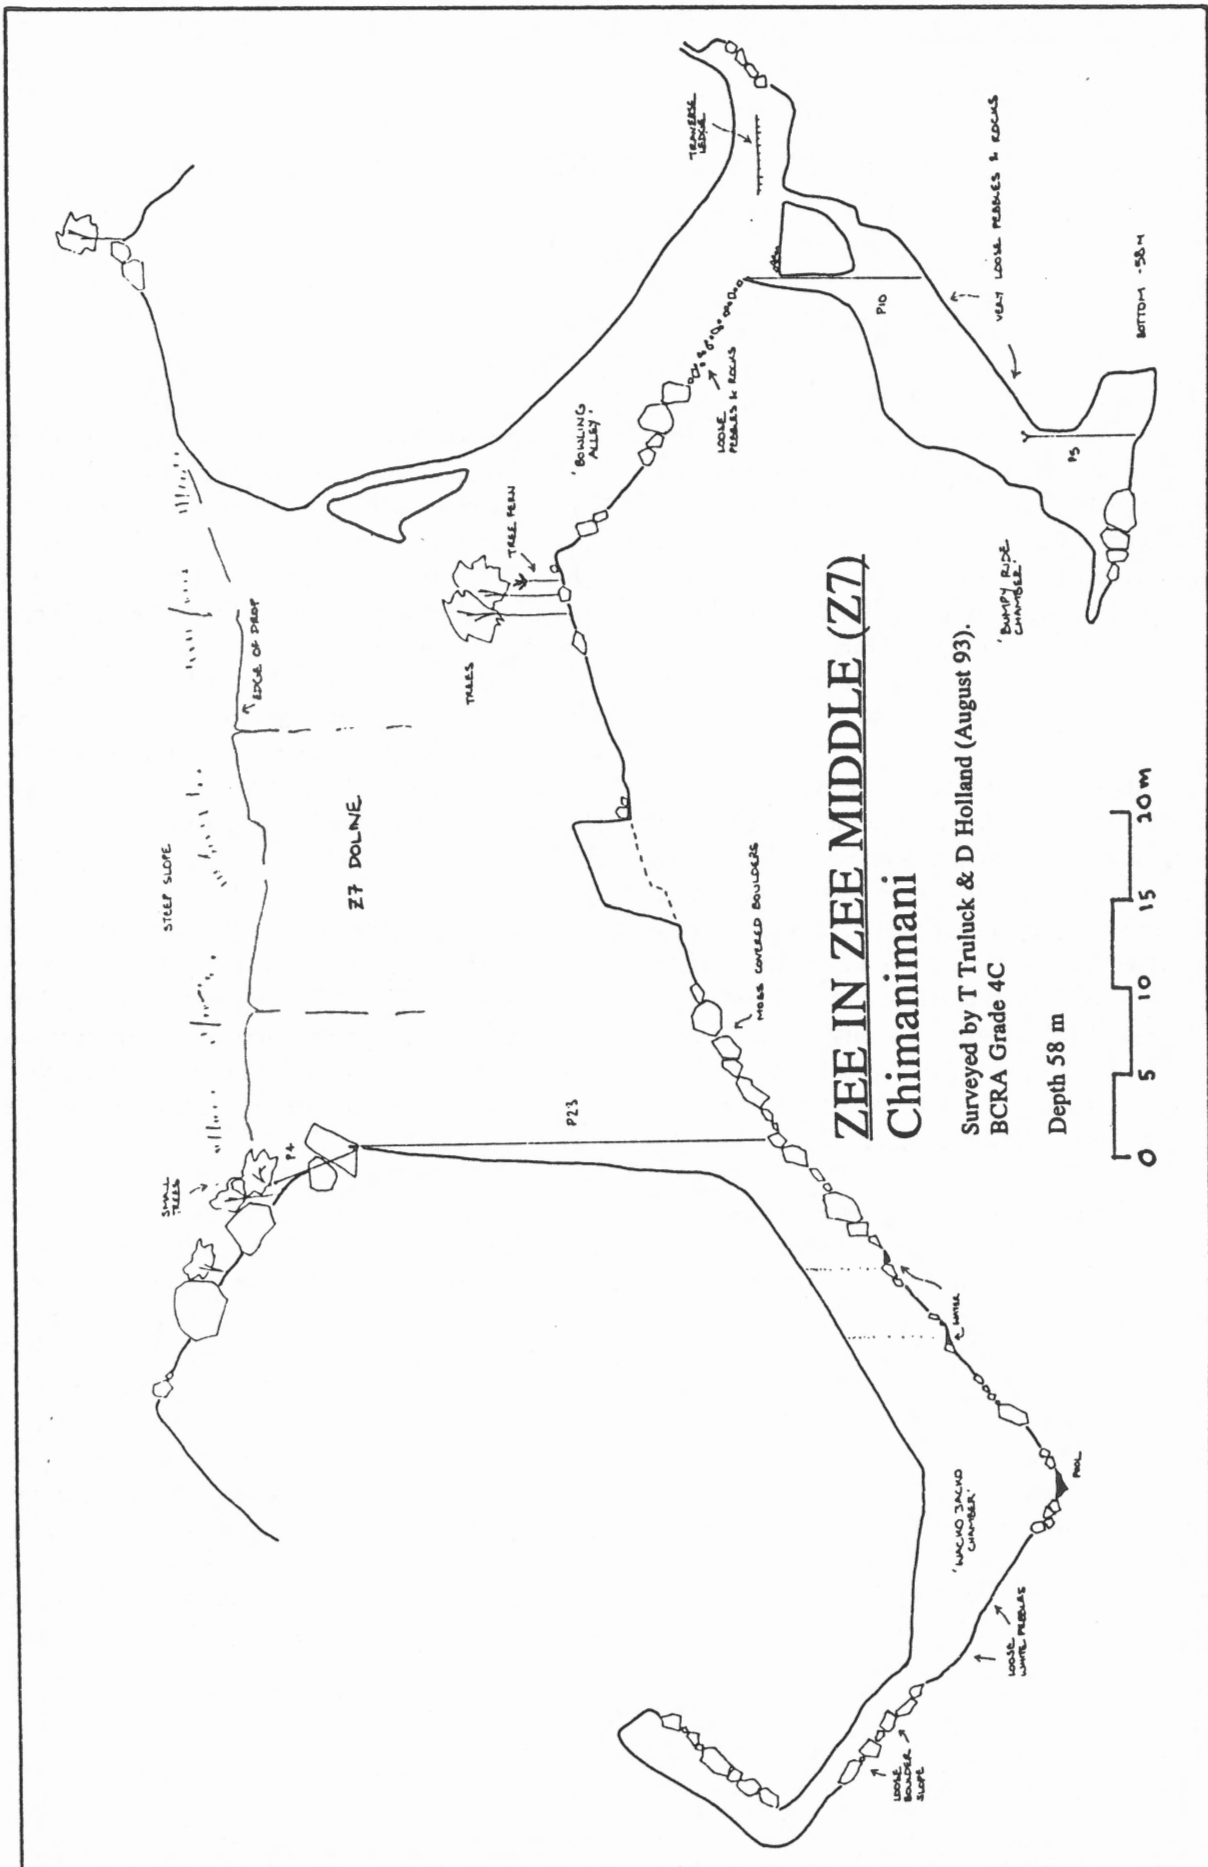 SMALL
TREES
P4
STEEP SLOPE
EDGE OF DROP
Z7 DOLINE
P23
TREES
TREE FERN
'BOWLING
ALLEY'
TRAVERSE
LEDGE
LOOSE
PEBBLES & ROCKS
P10
VERY LOOSE PEBBLES & ROCKS
P5
BOTTOM -58M
'BUMPY RIDE
CHAMBER'
MOSS COVERED BOULDERS
WATER
POOL
'WACKO JACKO
CHAMBER'
LOOSE
WHITE PEBBLES
LOOSE
BOULDER
SLOPE
ZEE IN ZEE MIDDLE (Z7)
Chimanimani
Surveyed by T Truluck & D Holland (August 93).
BCRA Grade 4C
Depth 58 m
0 5 10 15 20m